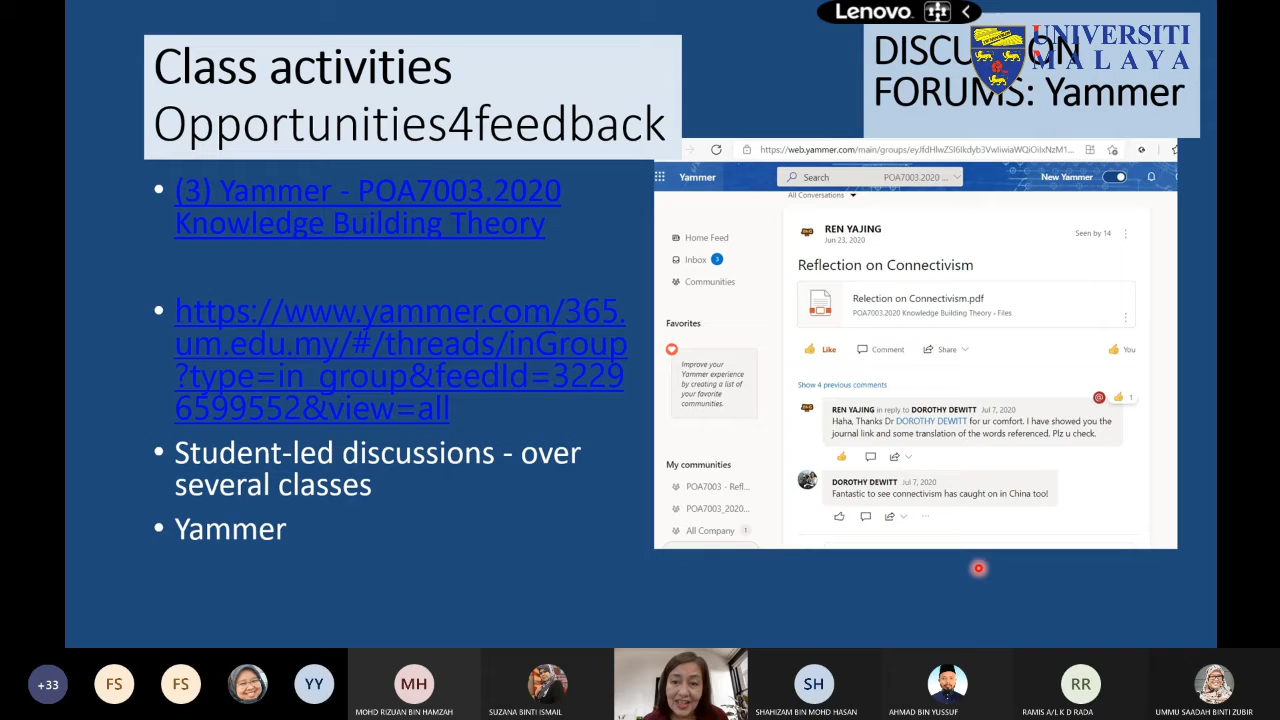 Lenovo
Class activities
Opportunities4feedback
DISCUSSION
FORUMS: Yammer
UNIVERSITI
MALAYA
• (3) Yammer - POA7003.2020
Knowledge Building Theory
• https://www.yammer.com/365.
um.edu.my/#/threads/inGroup
?type=in_group&feedId=3229
6599552&view=all
• Student-led discussions - over
several classes
• Yammer
Yammer
Search
POA7003.2020 ...
New Yammer
All Conversations
Home Feed
Inbox 3
Communities
Favorites
Improve your
Yammer experience
by creating a list of
your favorite
communities.
My communities
POA7003 - Refl...
POA7003_2020...
All Company 1
REN YAJING
Jun 23, 2020
Seen by 14
Reflection on Connectivism
Relection on Connectivism.pdf
POA7003.2020 Knowledge Building Theory - Files
Like Comment Share You
Show 4 previous comments
REN YAJING in reply to DOROTHY DEWITT Jul 7, 2020
1
Haha, Thanks Dr DOROTHY DEWITT for ur comfort. I have showed you the
journal link and some translation of the words referenced. Plz u check.
DOROTHY DEWITT Jul 7, 2020
Fantastic to see connectivism has caught on in China too!
+33
FS
FS
YY
MH
SH
RR
MOHD RIZUAN BIN HAMZAH
SUZANA BINTI ISMAIL
SHAHIZAM BIN MOHD HASAN
AHMAD BIN YUSSUF
RAMIS A/L K D RADA
UMMU SAADAH BINTI ZUBIR